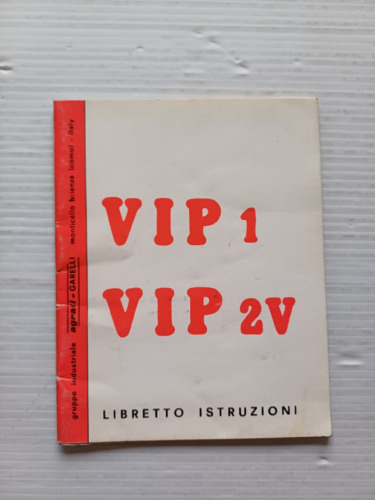 VIP 1
VIP 2V
LIBRETTO ISTRUZIONI
gruppo industriale agrati - GARELLI monticello brianza (como) - italy